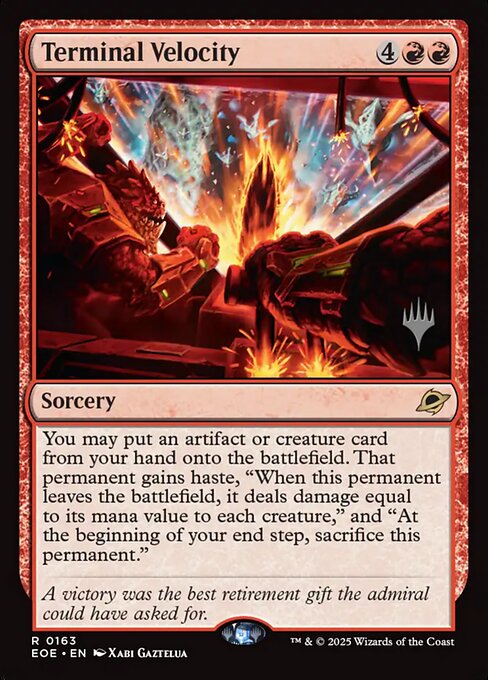 Terminal Velocity 4
Sorcery
You may put an artifact or creature card
from your hand onto the battlefield. That
permanent gains haste, “When this permanent
leaves the battlefield, it deals damage equal
to its mana value to each creature,” and “At
the beginning of your end step, sacrifice this
permanent.”
A victory was the best retirement gift the admiral
could have asked for.
R 0163
EOE • EN XABI GAZTELUA
™ & © 2025 Wizards of the Coast